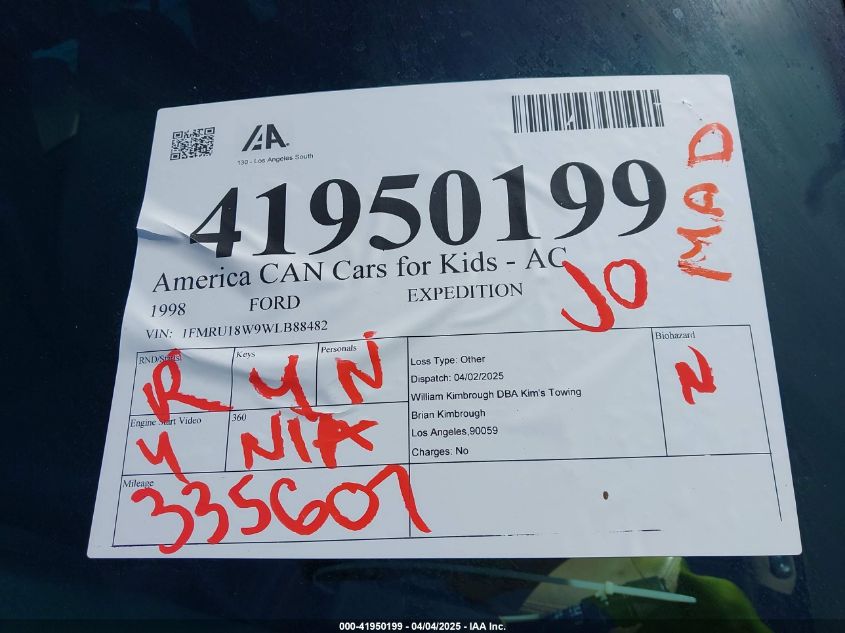 IAA
130 - Los Angeles South
41950199
America CAN Cars for Kids - AC
1998 FORD EXPEDITION
VIN: 1FMRU18W9WLB88482
JO
MAD
RND/Status
R
Keys
Y
Personals
N
Engine Start Video
Y
360
N/A
Mileage
335607
Loss Type: Other
Dispatch: 04/02/2025
William Kimbrough DBA Kim's Towing
Brian Kimbrough
Los Angeles,90059
Charges: No
Biohazard
N
000-41950199 - 04/04/2025 - IAA Inc.